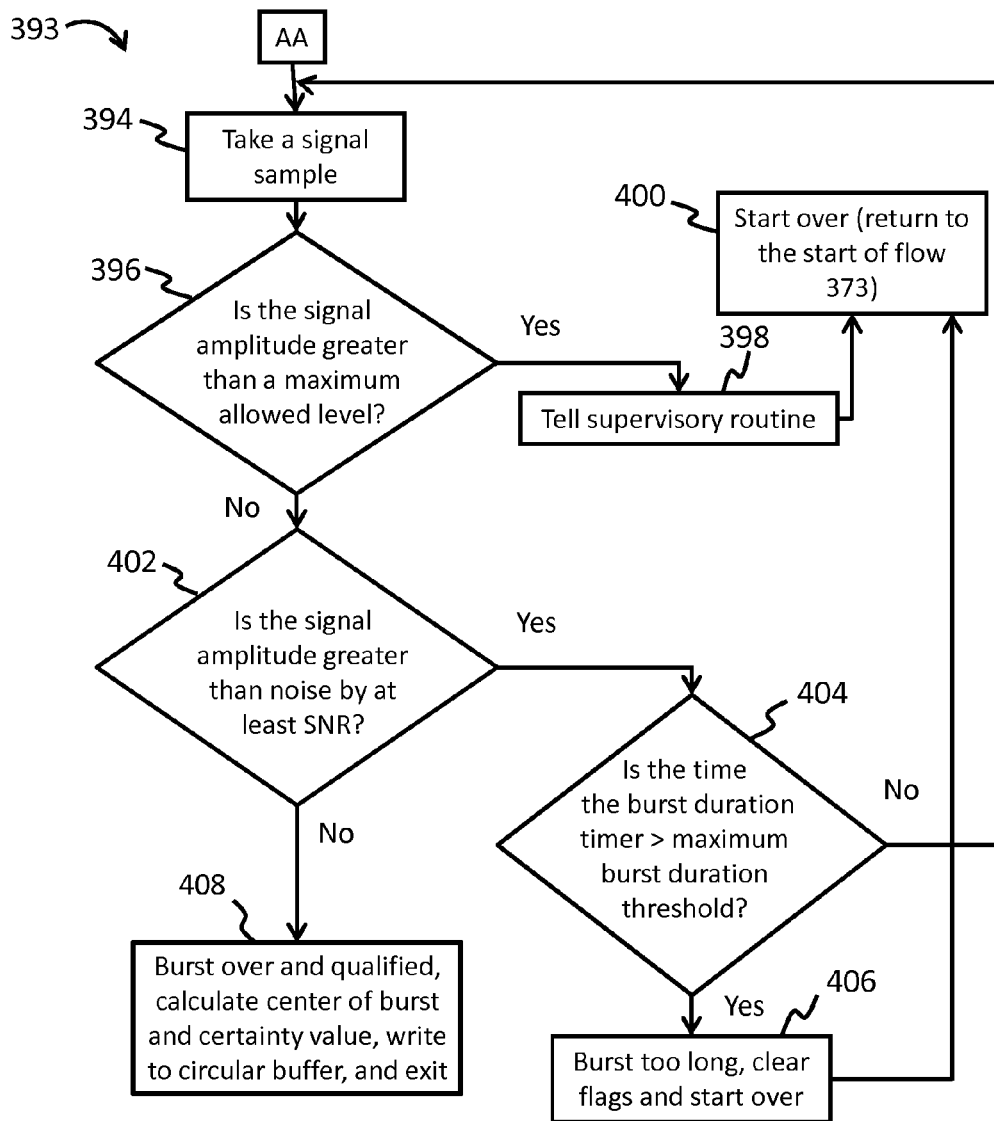 393
AA
394
Take a signal
sample
400
Start over (return to
the start of flow
373)
396
Is the signal
amplitude greater
than a maximum
allowed level?
Yes
398
Tell supervisory routine
No
402
Is the signal
amplitude greater
than noise by at
least SNR?
Yes
404
Is the time
the burst duration
timer > maximum
burst duration
threshold?
No
No
408
Burst over and qualified,
calculate center of burst
and certainty value, write
to circular buffer, and exit
Yes
406
Burst too long, clear
flags and start over